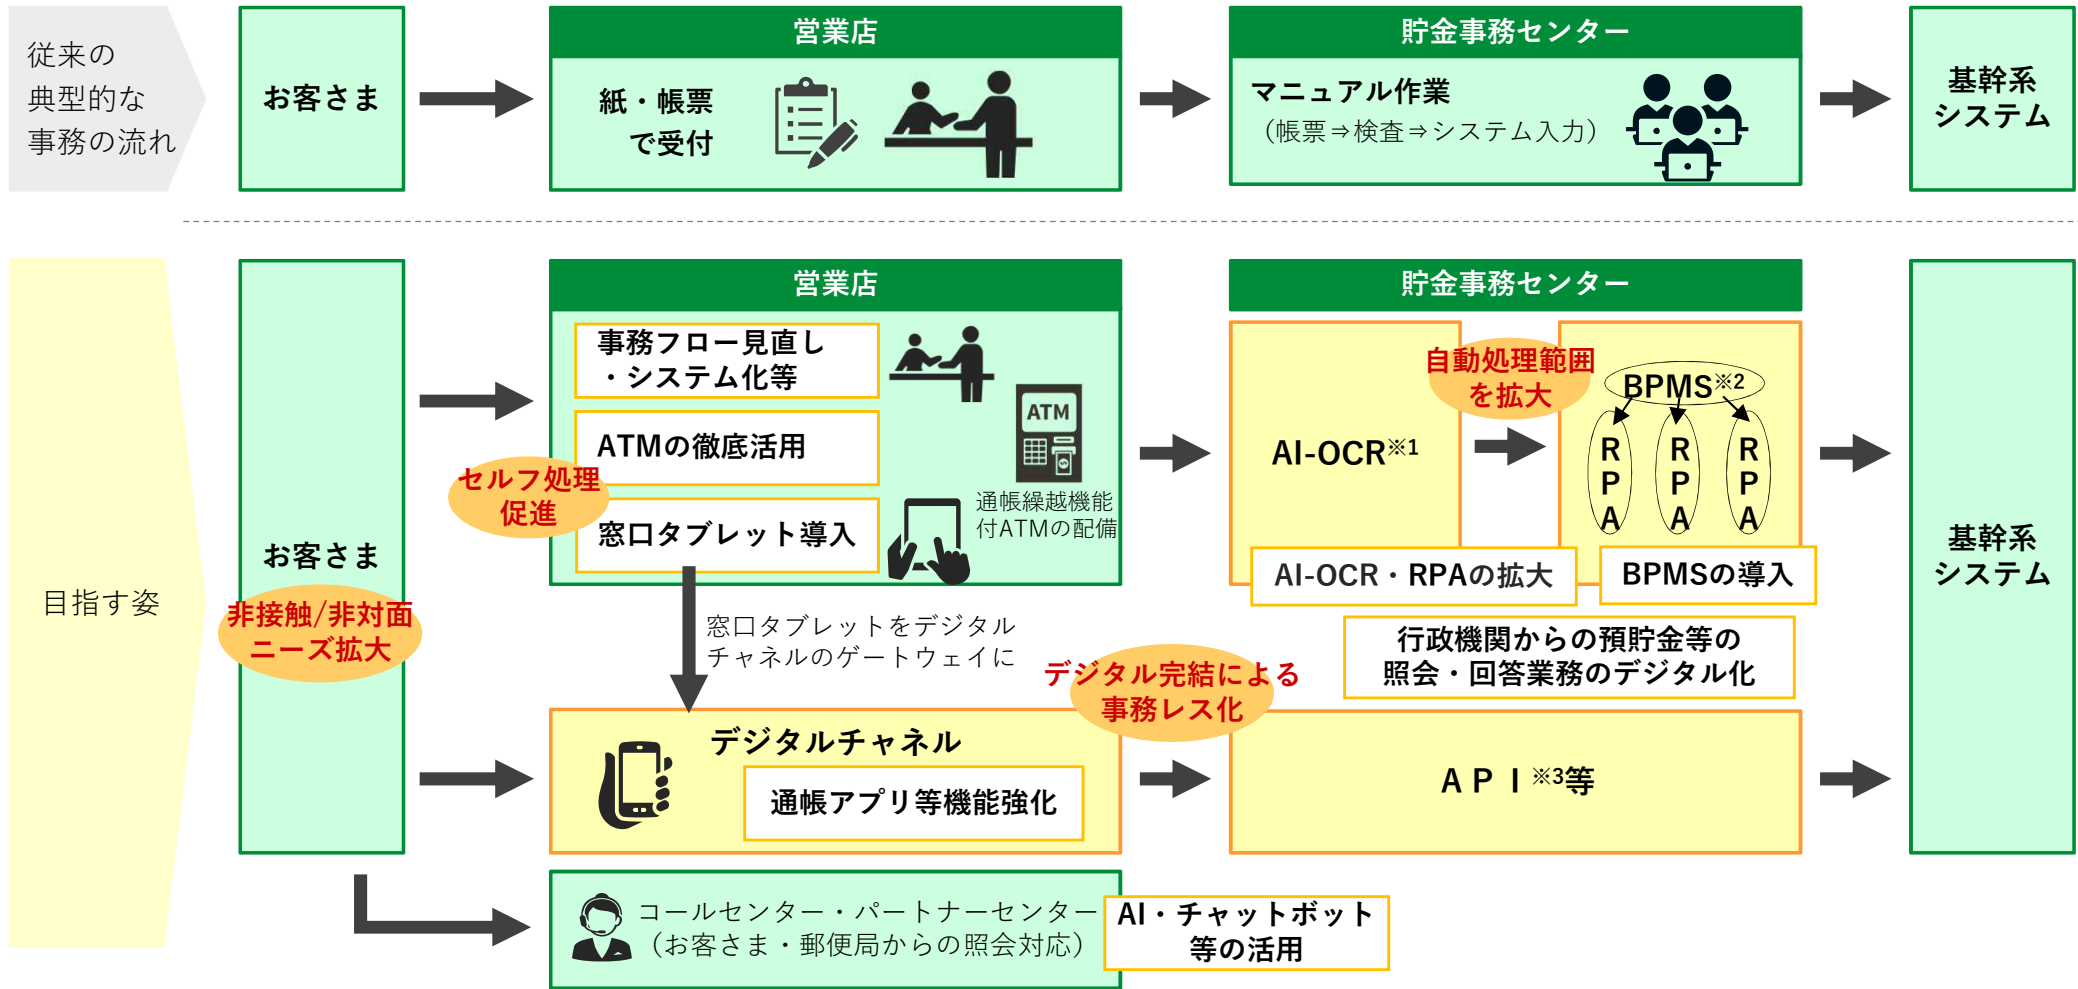 従来の
典型的な
事務の流れ
お客さま
営業店
紙・帳票
で受付
貯金事務センター
マニュアル作業
（帳票⇒検査⇒システム入力）
基幹系
システム
目指す姿
お客さま
非接触/非対面
ニーズ拡大
営業店
事務フロー見直し
・システム化等
ATMの徹底活用
セルフ処理
促進
窓口タブレット導入
ATM
通帳繰越機能
付ATMの配備
窓口タブレットをデジタル
チャネルのゲートウェイに
貯金事務センター
AI-OCR※1
自動処理範囲
を拡大
BPMS※2
RPA
RPA
RPA
AI-OCR・RPAの拡大
BPMSの導入
行政機関からの預貯金等の
照会・回答業務のデジタル化
デジタル完結による
事務レス化
デジタルチャネル
通帳アプリ等機能強化
ＡＰＩ※3等
基幹系
システム
コールセンター・パートナーセンター
（お客さま・郵便局からの照会対応）
AI・チャットボット
等の活用